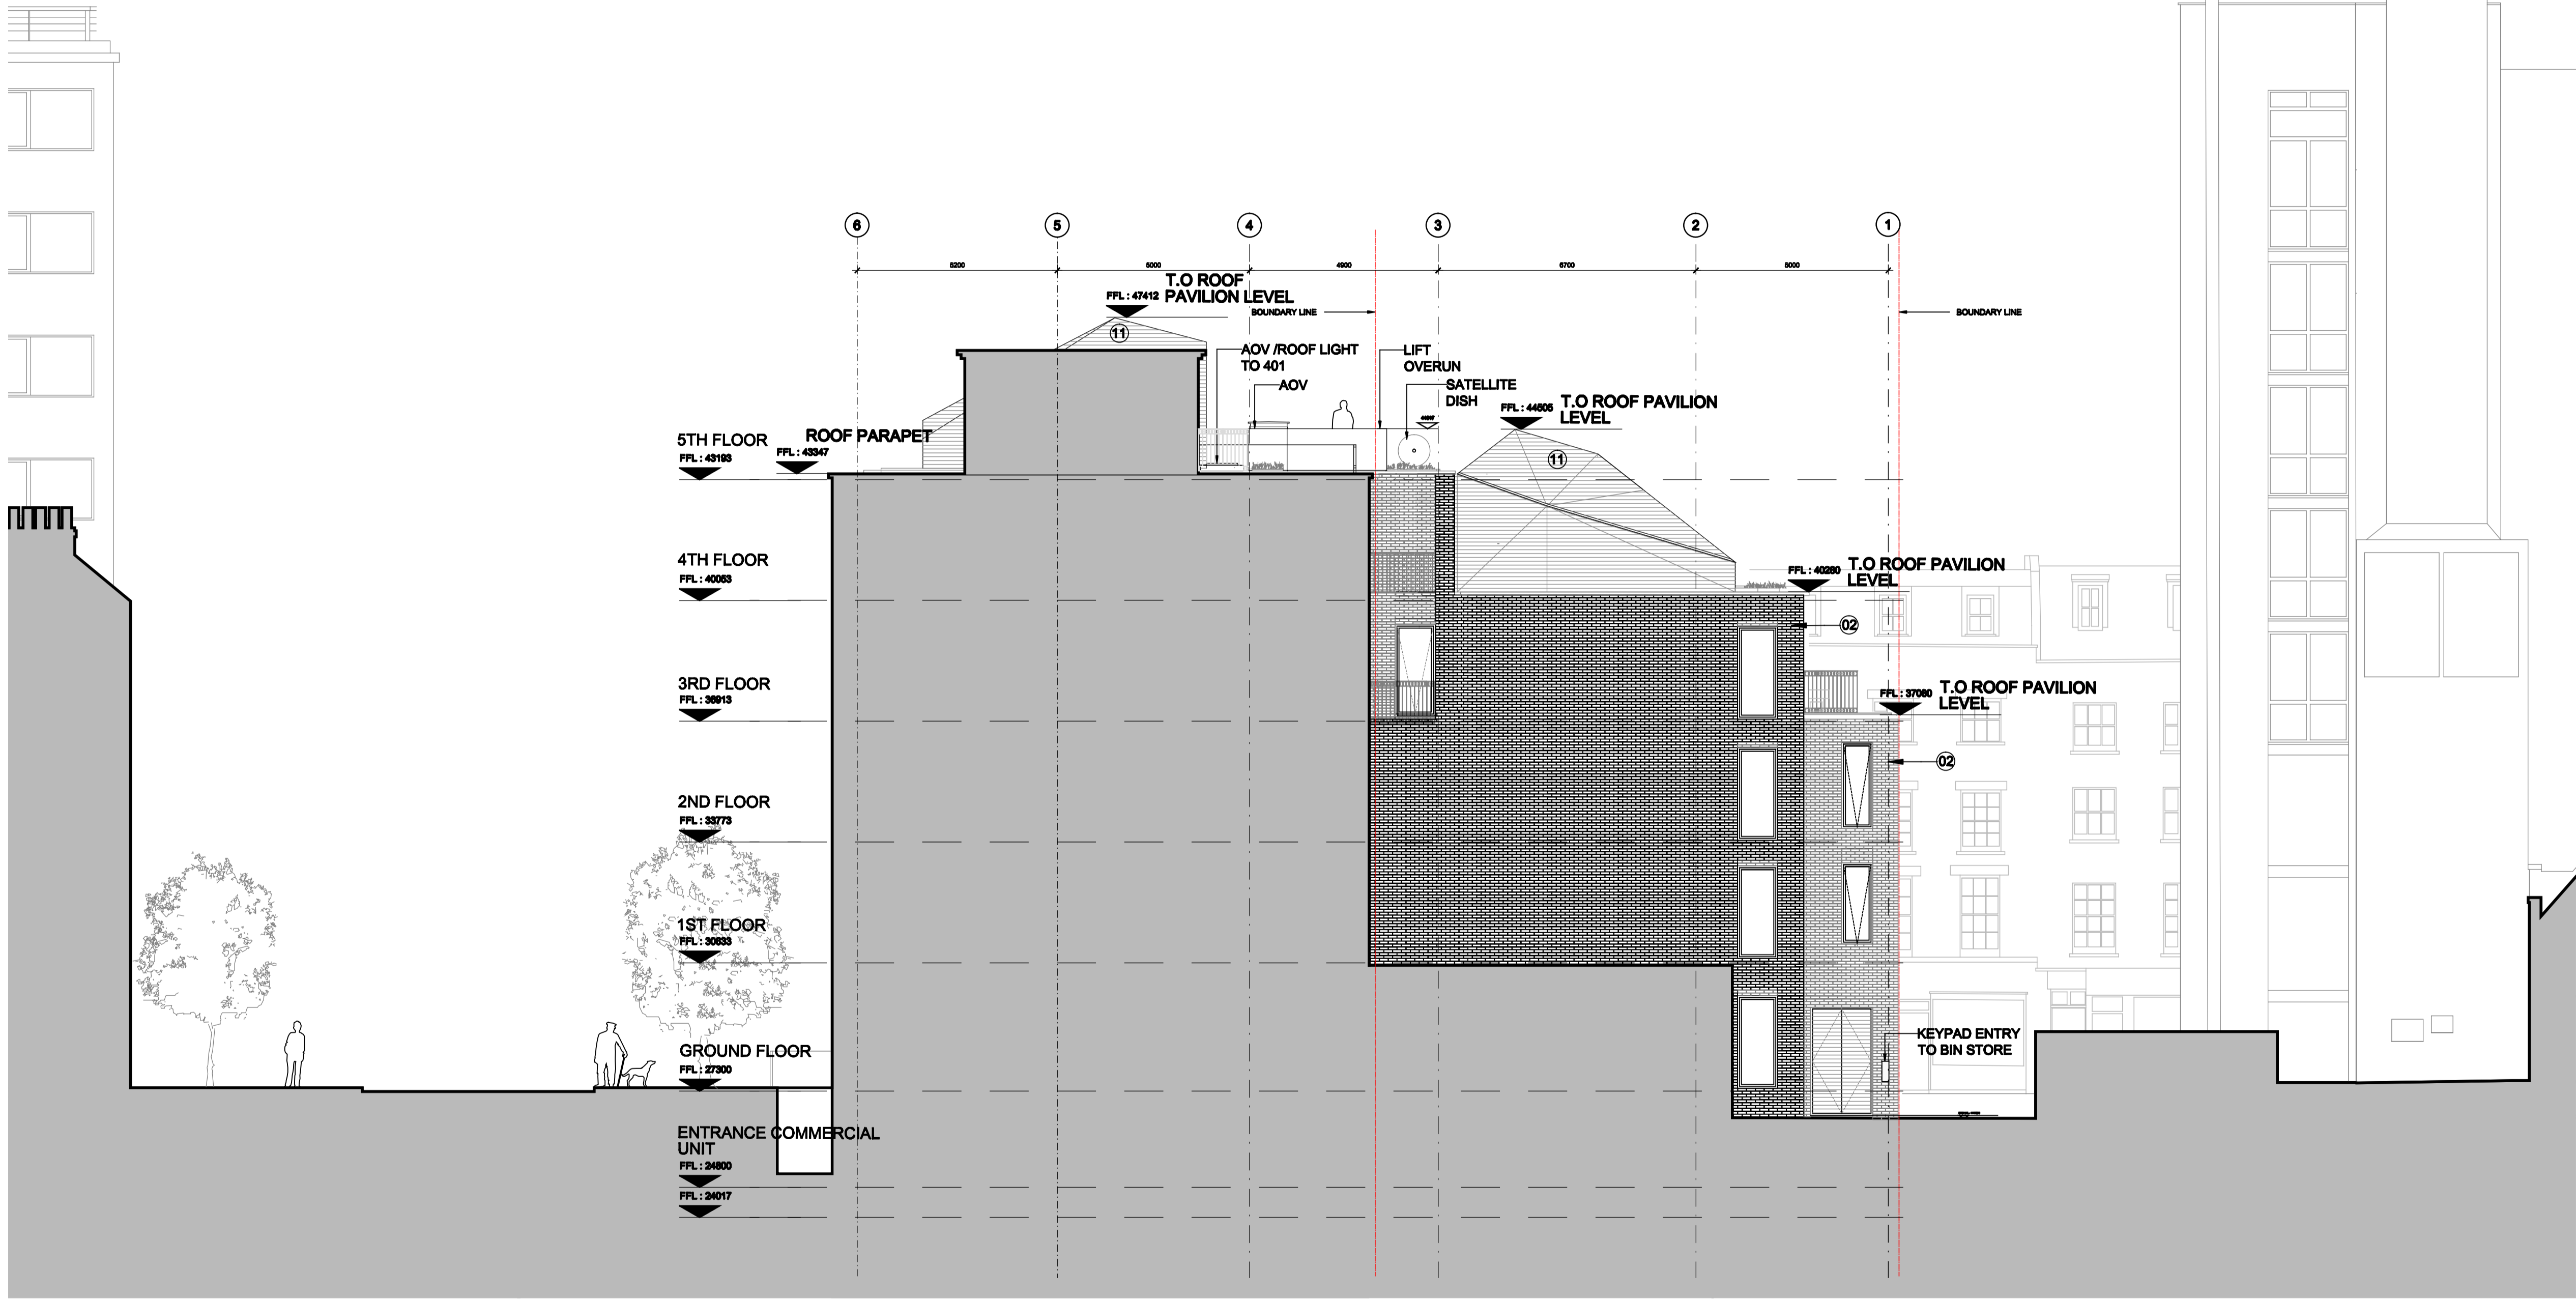 6
5
4
3
2
1
5200
5000
4900
6700
5000
T.O ROOF
PAVILION LEVEL
FFL : 47412
BOUNDARY LINE
BOUNDARY LINE
11
AOV /ROOF LIGHT
TO 401
AOV
LIFT
OVERUN
SATELLITE
DISH
T.O ROOF PAVILION
LEVEL
FFL : 44505
11
5TH FLOOR
FFL : 43193
ROOF PARAPET
FFL : 43347
4TH FLOOR
FFL : 40053
T.O ROOF PAVILION
LEVEL
FFL : 40260
02
3RD FLOOR
FFL : 36913
T.O ROOF PAVILION
LEVEL
FFL : 37080
02
2ND FLOOR
FFL : 33773
1ST FLOOR
FFL : 30633
GROUND FLOOR
FFL : 27300
KEYPAD ENTRY
TO BIN STORE
ENTRANCE COMMERCIAL
UNIT
FFL : 24800
FFL : 24017